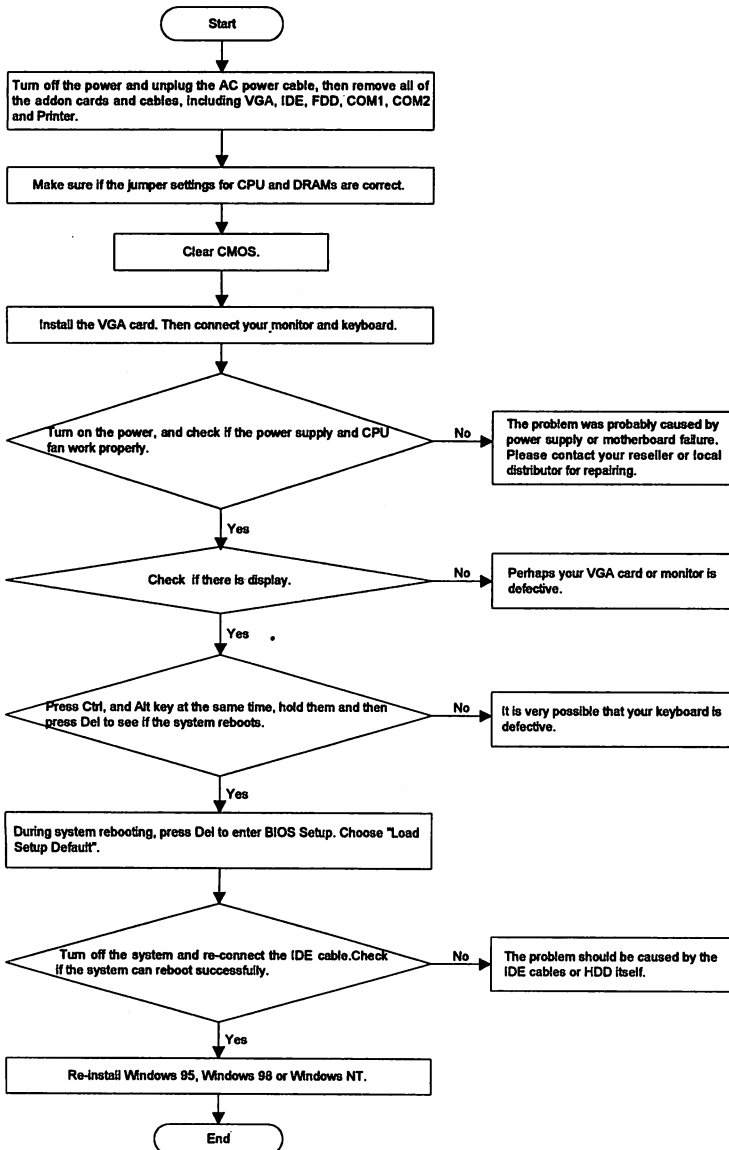 Start
Turn off the power and unplug the AC power cable, then remove all of
the addon cards and cables, including VGA, IDE, FDD, COM1, COM2
and Printer.
Make sure if the jumper settings for CPU and DRAMs are correct.
Clear CMOS.
Install the VGA card. Then connect your monitor and keyboard.
Turn on the power, and check if the power supply and CPU
fan work properly.
No
The problem was probably caused by
power supply or motherboard failure.
Please contact your reseller or local
distributor for repairing.
Yes
Check if there is display.
No
Perhaps your VGA card or monitor is
defective.
Yes
Press Ctrl, and Alt key at the same time, hold them and then
press Del to see if the system reboots.
No
It is very possible that your keyboard is
defective.
Yes
During system rebooting, press Del to enter BIOS Setup. Choose "Load
Setup Default".
Turn off the system and re-connect the IDE cable.Check
if the system can reboot successfully.
No
The problem should be caused by the
IDE cables or HDD itself.
Yes
Re-install Windows 95, Windows 98 or Windows NT.
End